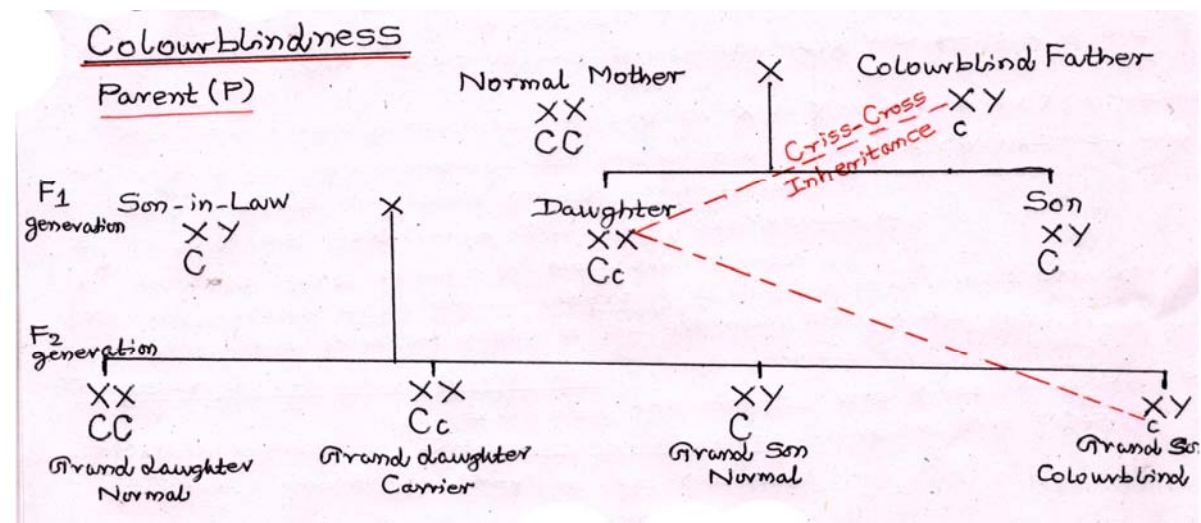 Colourblindness
Parent (P)
Normal Mother
XX
CC
X
Colourblind Father
XY
c
Criss-Cross
Inheritance
F1
generation
Son-in-Law
XY
C
X
Daughter
XX
Cc
Son
XY
C
F2
generation
XX
CC
Grand daughter
Normal
XX
Cc
Grand daughter
Carrier
XY
C
Grand Son
Normal
XY
c
Grand So
Colourblind